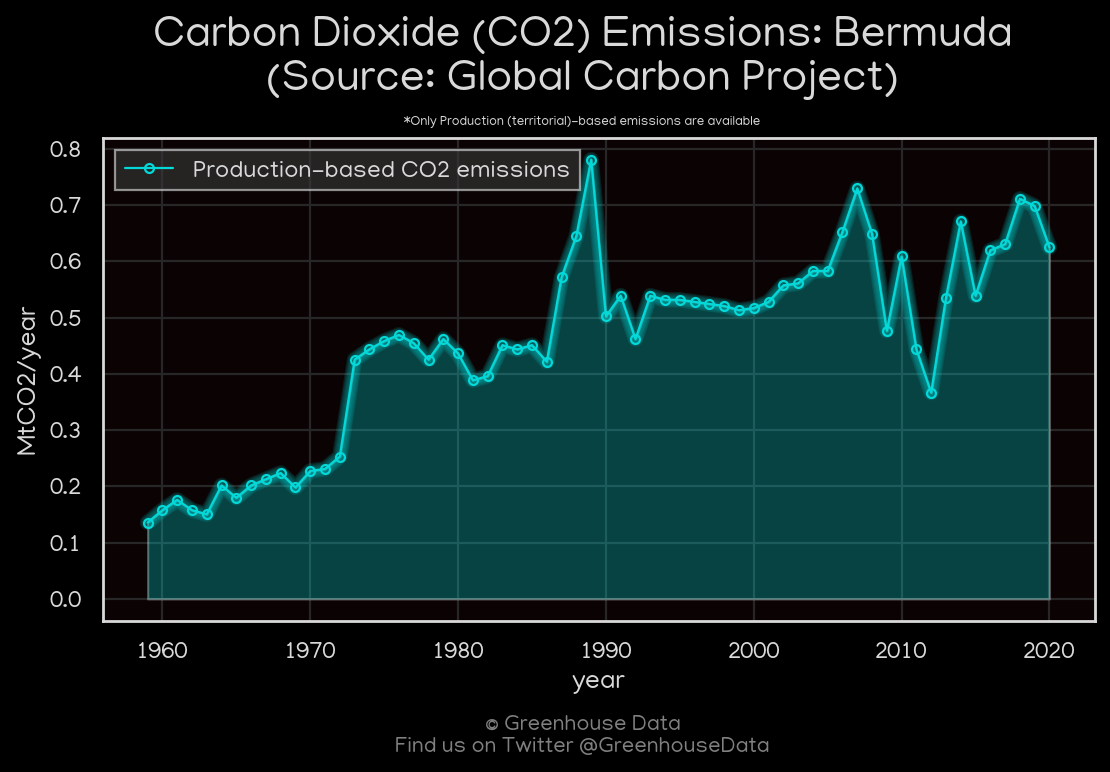 Carbon Dioxide (CO2) Emissions: Bermuda
(Source: Global Carbon Project)
*Only Production (territorial)-based emissions are available
Production-based CO2 emissions
MtCO2/year
0.8
0.7
0.6
0.5
0.4
0.3
0.2
0.1
0.0
1960 1970 1980 1990 2000 2010 2020
year
© Greenhouse Data
Find us on Twitter @GreenhouseData